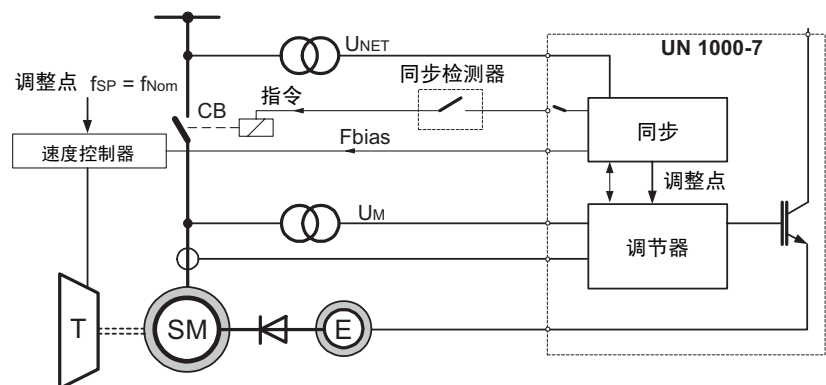 UNET
UN 1000-7
同步检测器
调整点 fSP = fNom
指令
CB
同步
Fbias
速度控制器
调整点
UM
调节器
T
SM
E